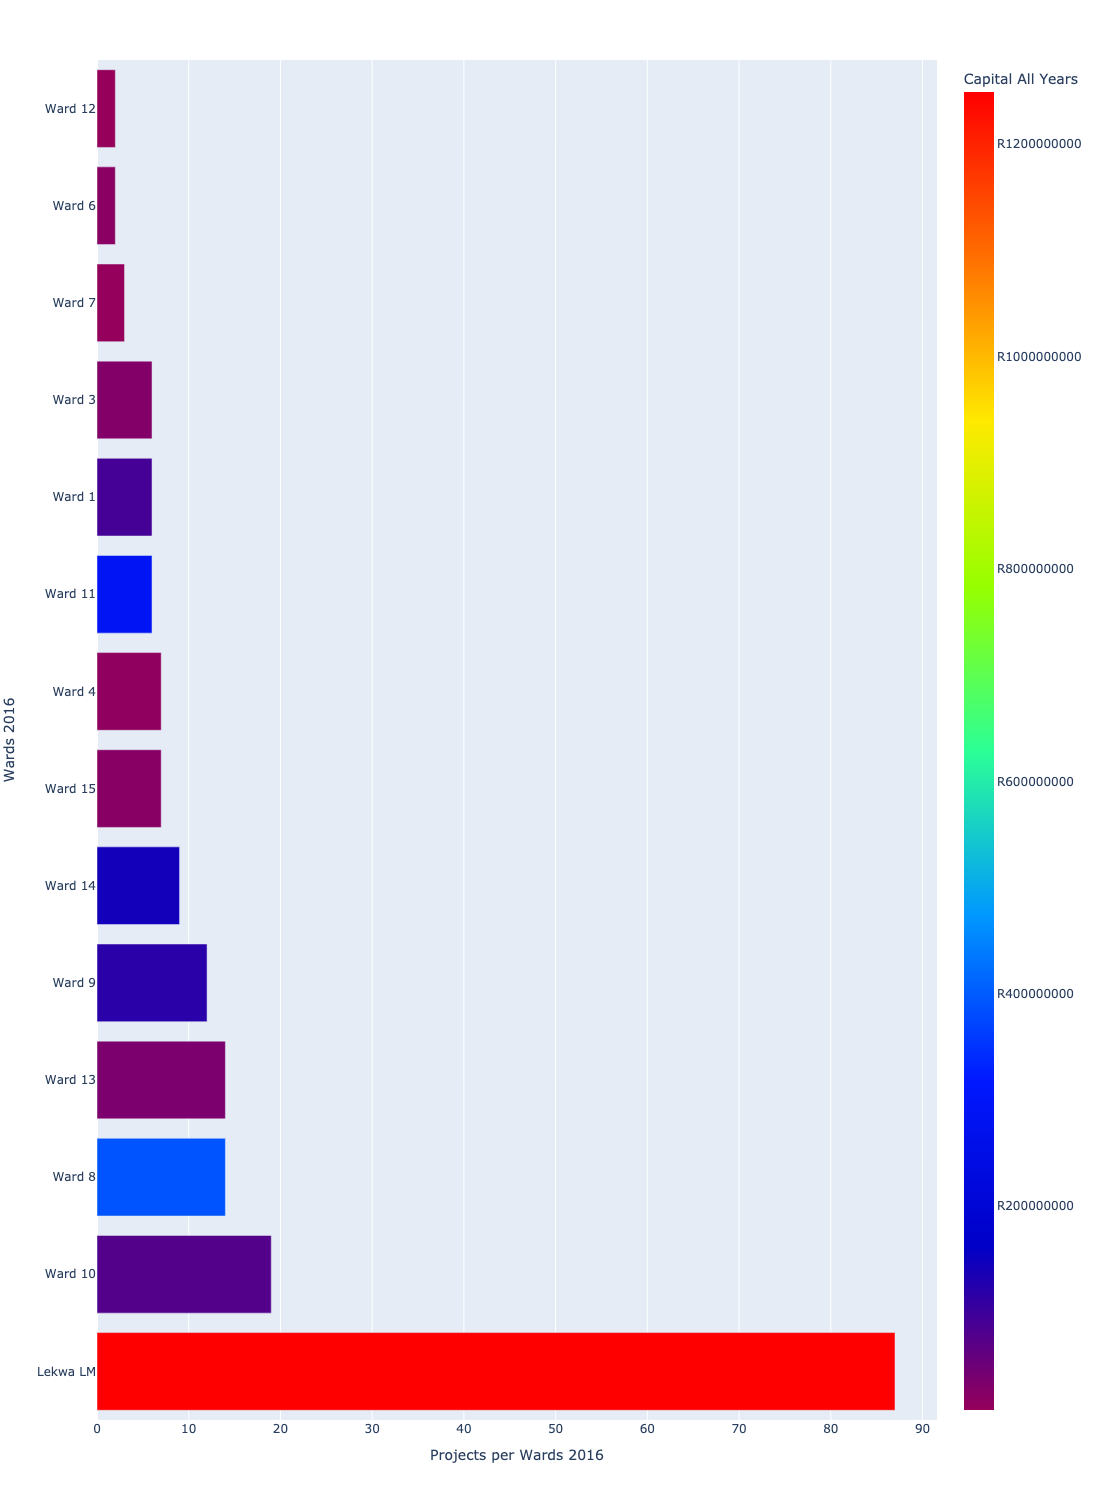 Capital All Years
R1200000000
R1000000000
R800000000
R600000000
R400000000
R200000000
Wards 2016
Ward 12
Ward 6
Ward 7
Ward 3
Ward 1
Ward 11
Ward 4
Ward 15
Ward 14
Ward 9
Ward 13
Ward 8
Ward 10
Lekwa LM
0 10 20 30 40 50 60 70 80 90
Projects per Wards 2016